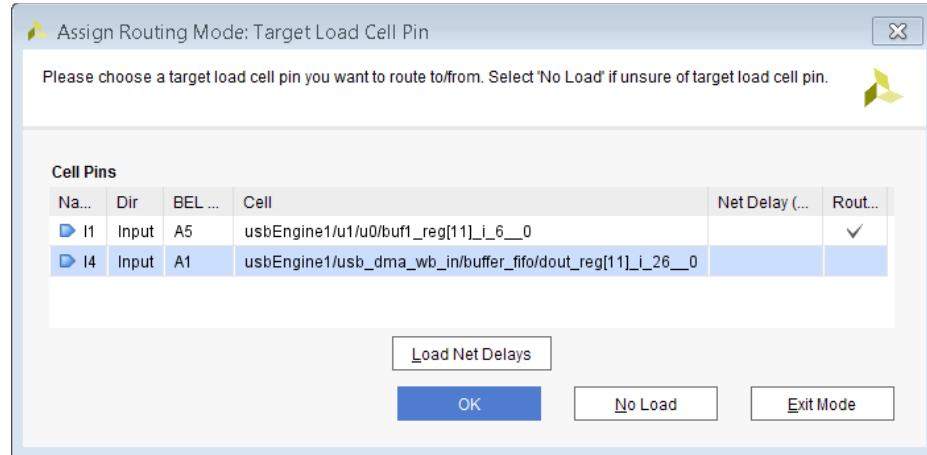 Assign Routing Mode: Target Load Cell Pin
Please choose a target load cell pin you want to route to/from. Select 'No Load' if unsure of target load cell pin.
Cell Pins
Na... Dir BEL ... Cell Net Delay (... Rout...
I1 Input A5 usbEngine1/u1/u0/buf1_reg[11]_i_6__0
I4 Input A1 usbEngine1/usb_dma_wb_in/buffer_fifo/dout_reg[11]_i_26__0
Load Net Delays
OK No Load Exit Mode